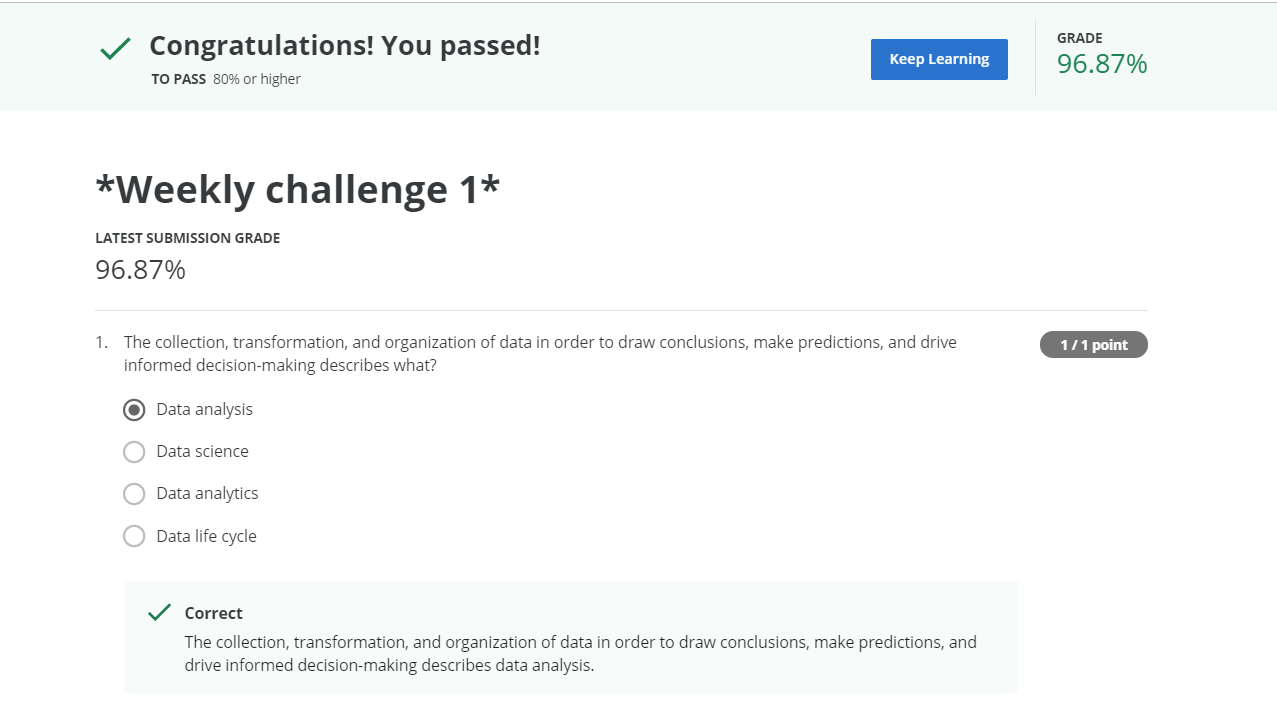 Congratulations! You passed!
TO PASS 80% or higher
Keep Learning
GRADE
96.87%
*Weekly challenge 1*
LATEST SUBMISSION GRADE
96.87%
1. The collection, transformation, and organization of data in order to draw conclusions, make predictions, and drive
informed decision-making describes what?
1 / 1 point
Data analysis
Data science
Data analytics
Data life cycle
Correct
The collection, transformation, and organization of data in order to draw conclusions, make predictions, and
drive informed decision-making describes data analysis.